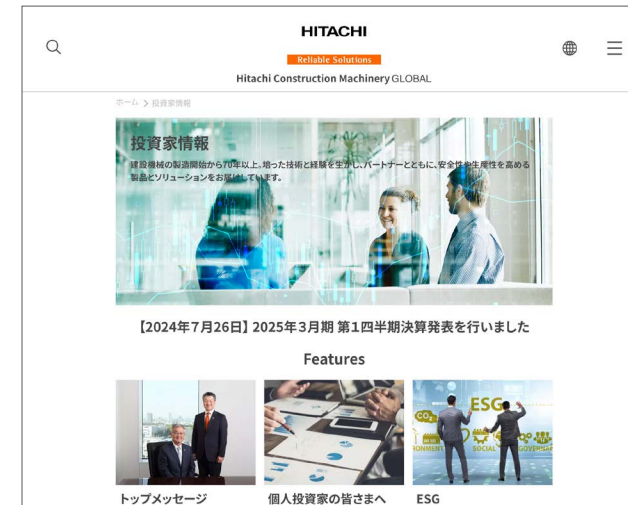 HITACHI
Reliable Solutions
Hitachi Construction Machinery GLOBAL
ホーム > 投資家情報
投資家情報
建設機械の製造開始から70年以上、培った技術と経験を生かし、パートナーとともに、安全性や生産性を高める
製品とソリューションをお届けしています。
【2024年7月26日】 2025年3月期 第1四半期決算発表を行いました
Features
ESG
CO₂
SOCIAL
トップメッセージ
個人投資家の皆さまへ
ESG